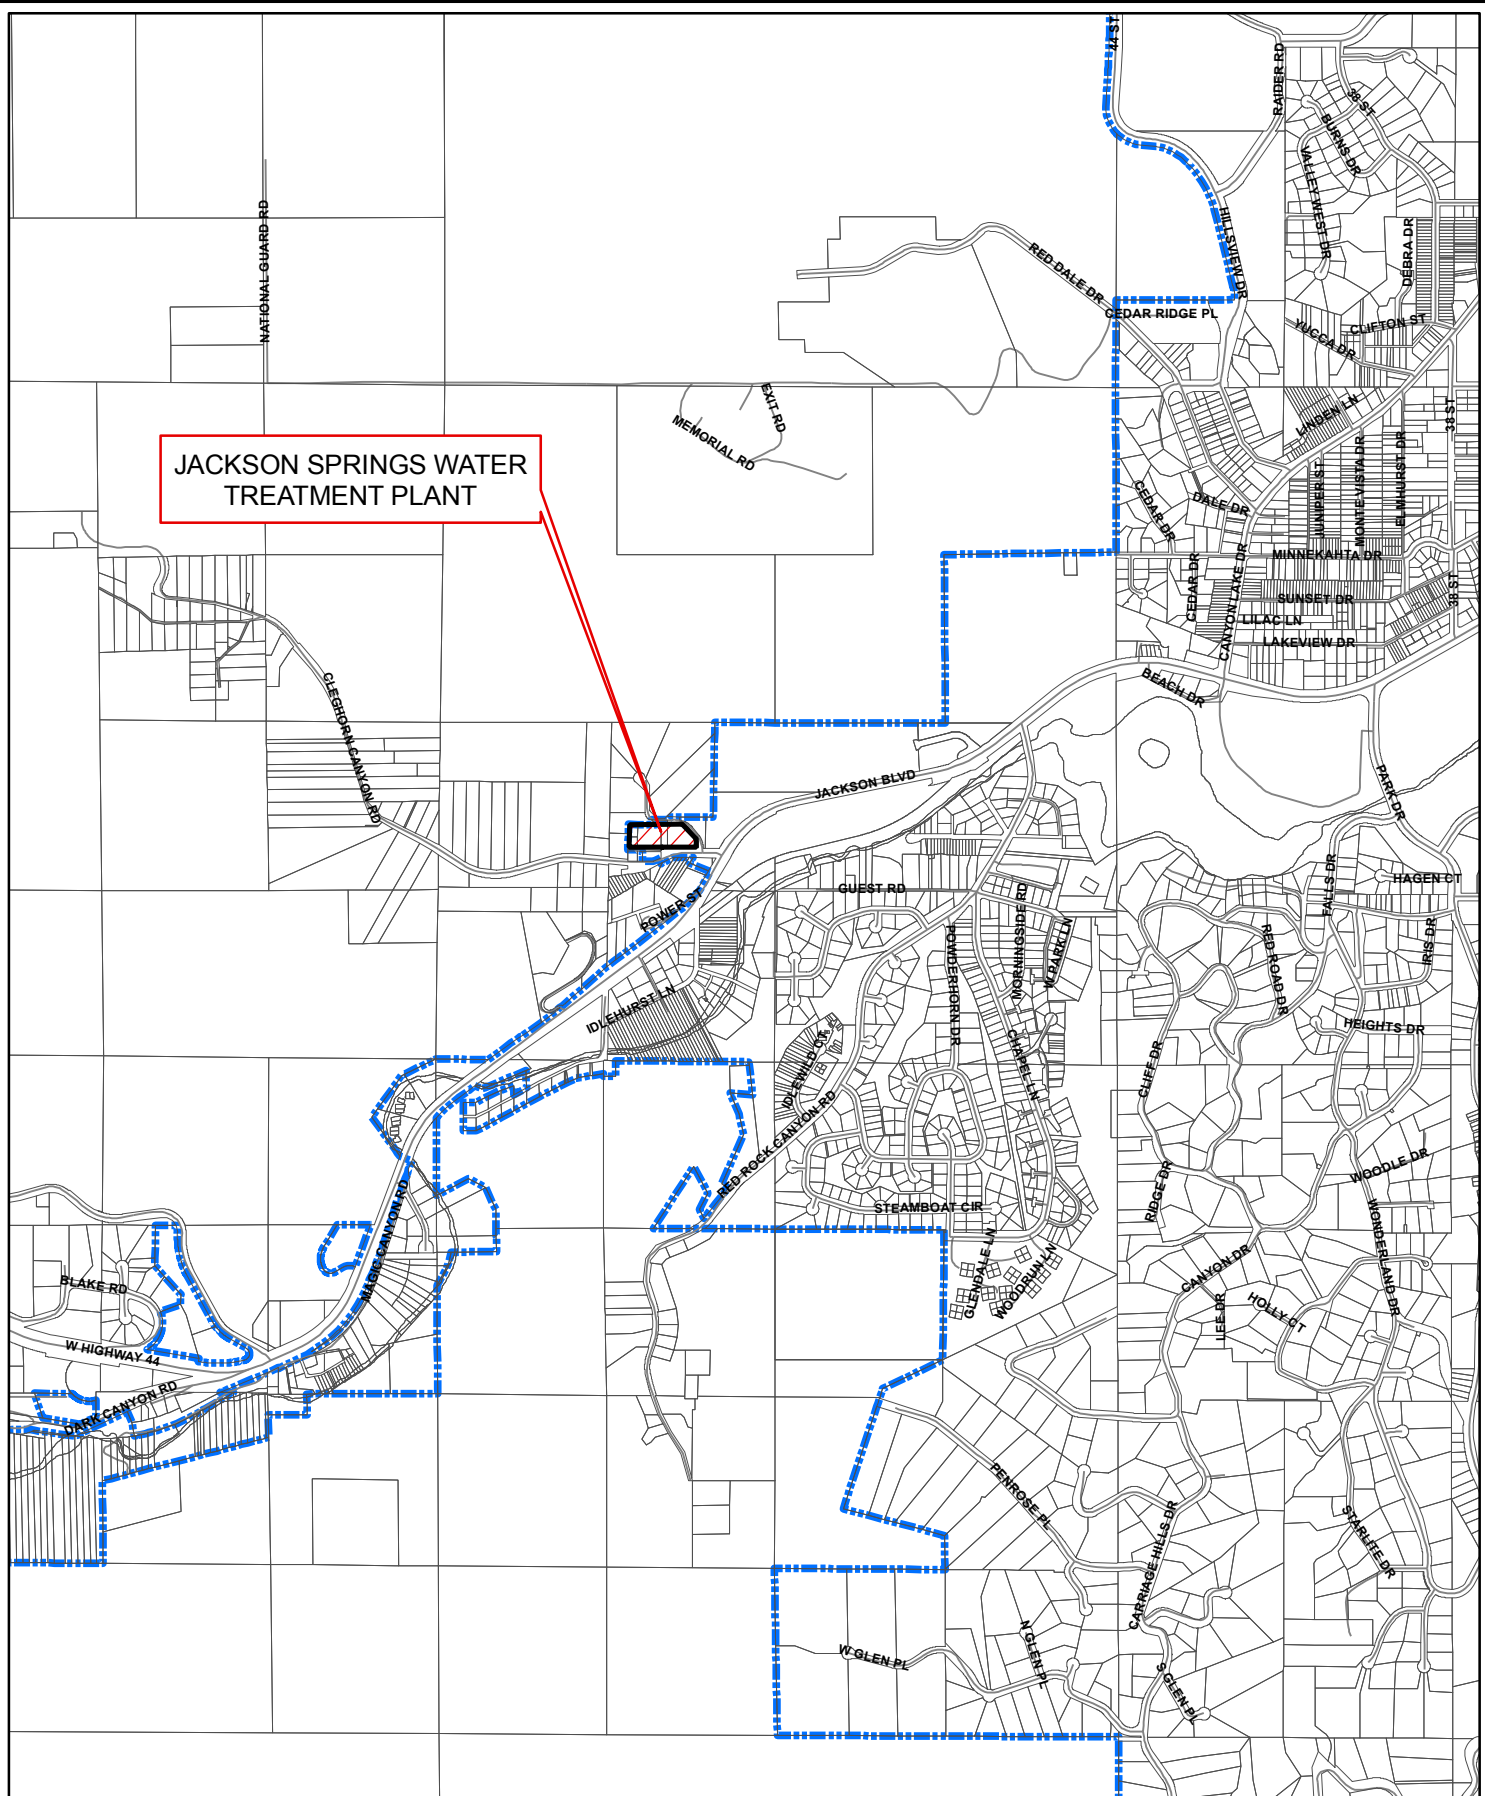 44 ST
RAIDER RD
38 ST
BURNS DR
VALLEY WEST DR
NATIONAL GUARD RD
HILLSVIEW DR
DEBRA DR
RED DALE DR
CEDAR RIDGE PL
YUCCA DR
CLIFTON ST
EXIT RD
MEMORIAL RD
LINDEN LN
38 ST
JACKSON SPRINGS WATER
TREATMENT PLANT
CEDAR DR
DALE DR
JUNIPER ST
MONTE VISTA DR
ELMHURST DR
MINNEKAHTA DR
CEDAR DR
CANYON LAKE DR
SUNSET DR
38 ST
LILAC LN
LAKEVIEW DR
BEACH DR
CLEGHORN CANYON RD
JACKSON BLVD
PARK DR
GUEST RD
POWER ST
MORNINGSIDE RD
W PARK LN
FALLS DR
HAGEN CT
POWDERHORN DR
RED ROAD DR
IRIS DR
IDLEHURST LN
HEIGHTS DR
IDLEWILD CT
CHAPEL LN
CLIFF DR
RED ROCK CANYON RD
MAGIC CANYON RD
STEAMBOAT CIR
RIDGE DR
WOODLE DR
WONDERLAND DR
GLENDALE LN
WOODRUN LN
CANYON DR
BLAKE RD
LEE DR
HOLLY CT
W HIGHWAY 44
DARK CANYON RD
PENROSE PL
CARRIAGE HILLS DR
STARLITE DR
W GLEN PL
N GLEN PL
S GLEN PL